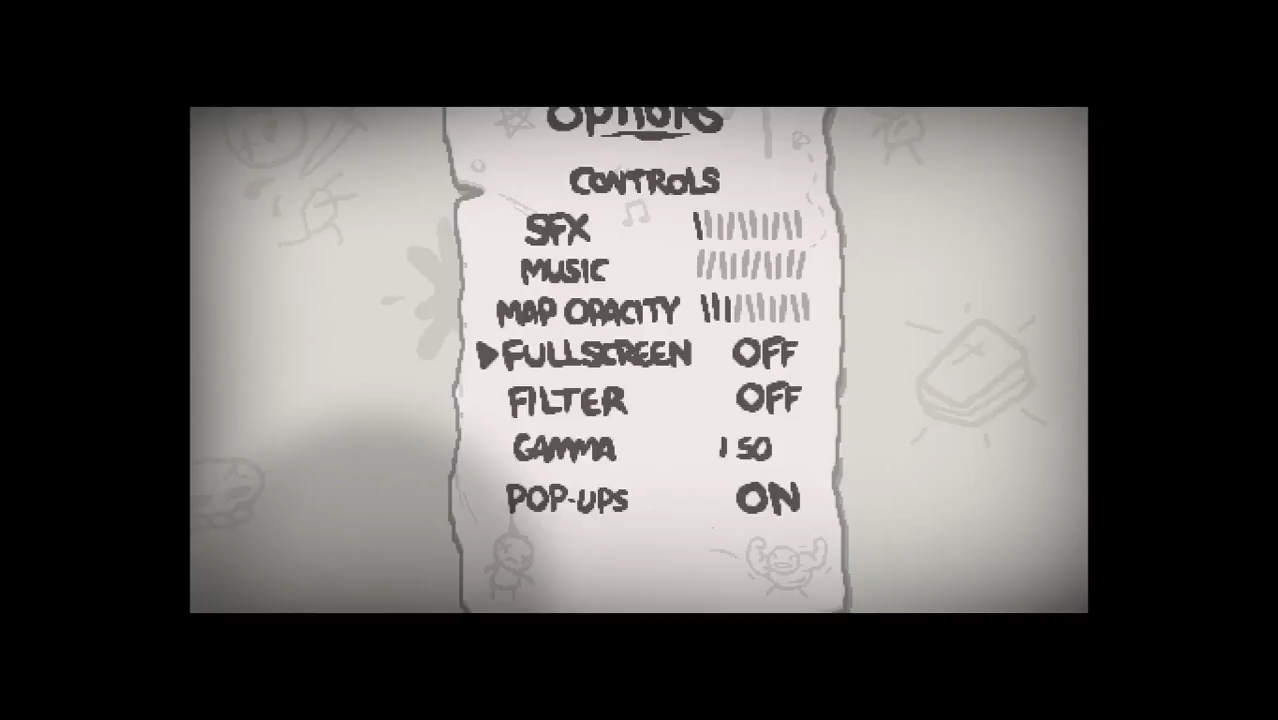 Options
CONTROLS
SFX
MUSIC
MAP OPACITY
FULLSCREEN OFF
FILTER OFF
GAMMA 1 50
POP-UPS ON